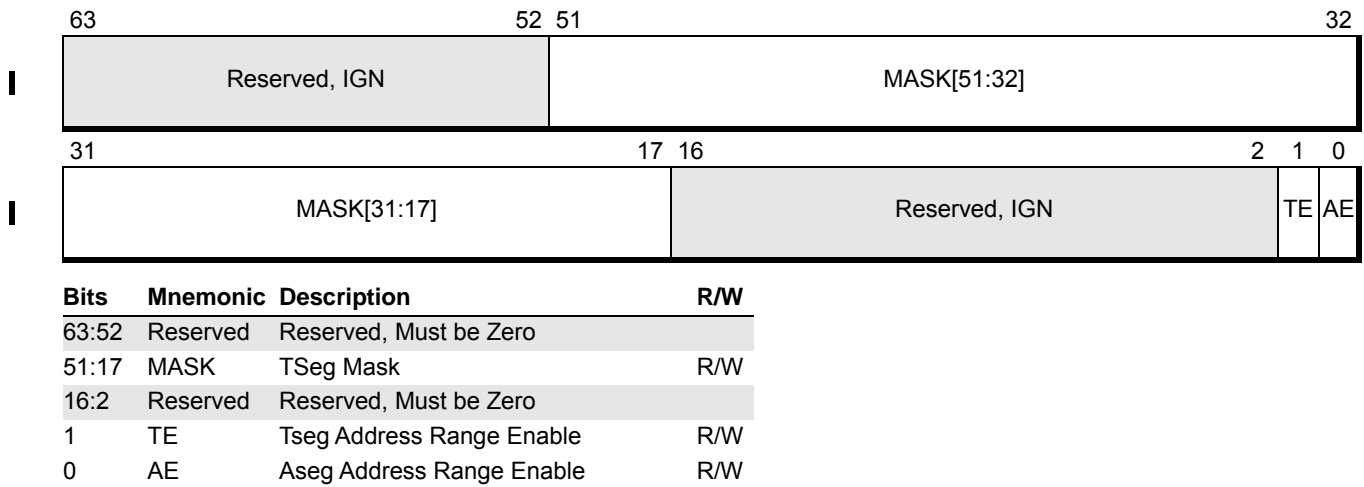 63 52 51 32
Reserved, IGN MASK[51:32]
31 17 16 2 1 0
MASK[31:17] Reserved, IGN TE AE
Bits Mnemonic Description R/W
63:52 Reserved Reserved, Must be Zero
51:17 MASK TSeg Mask R/W
16:2 Reserved Reserved, Must be Zero
1 TE Tseg Address Range Enable R/W
0 AE Aseg Address Range Enable R/W